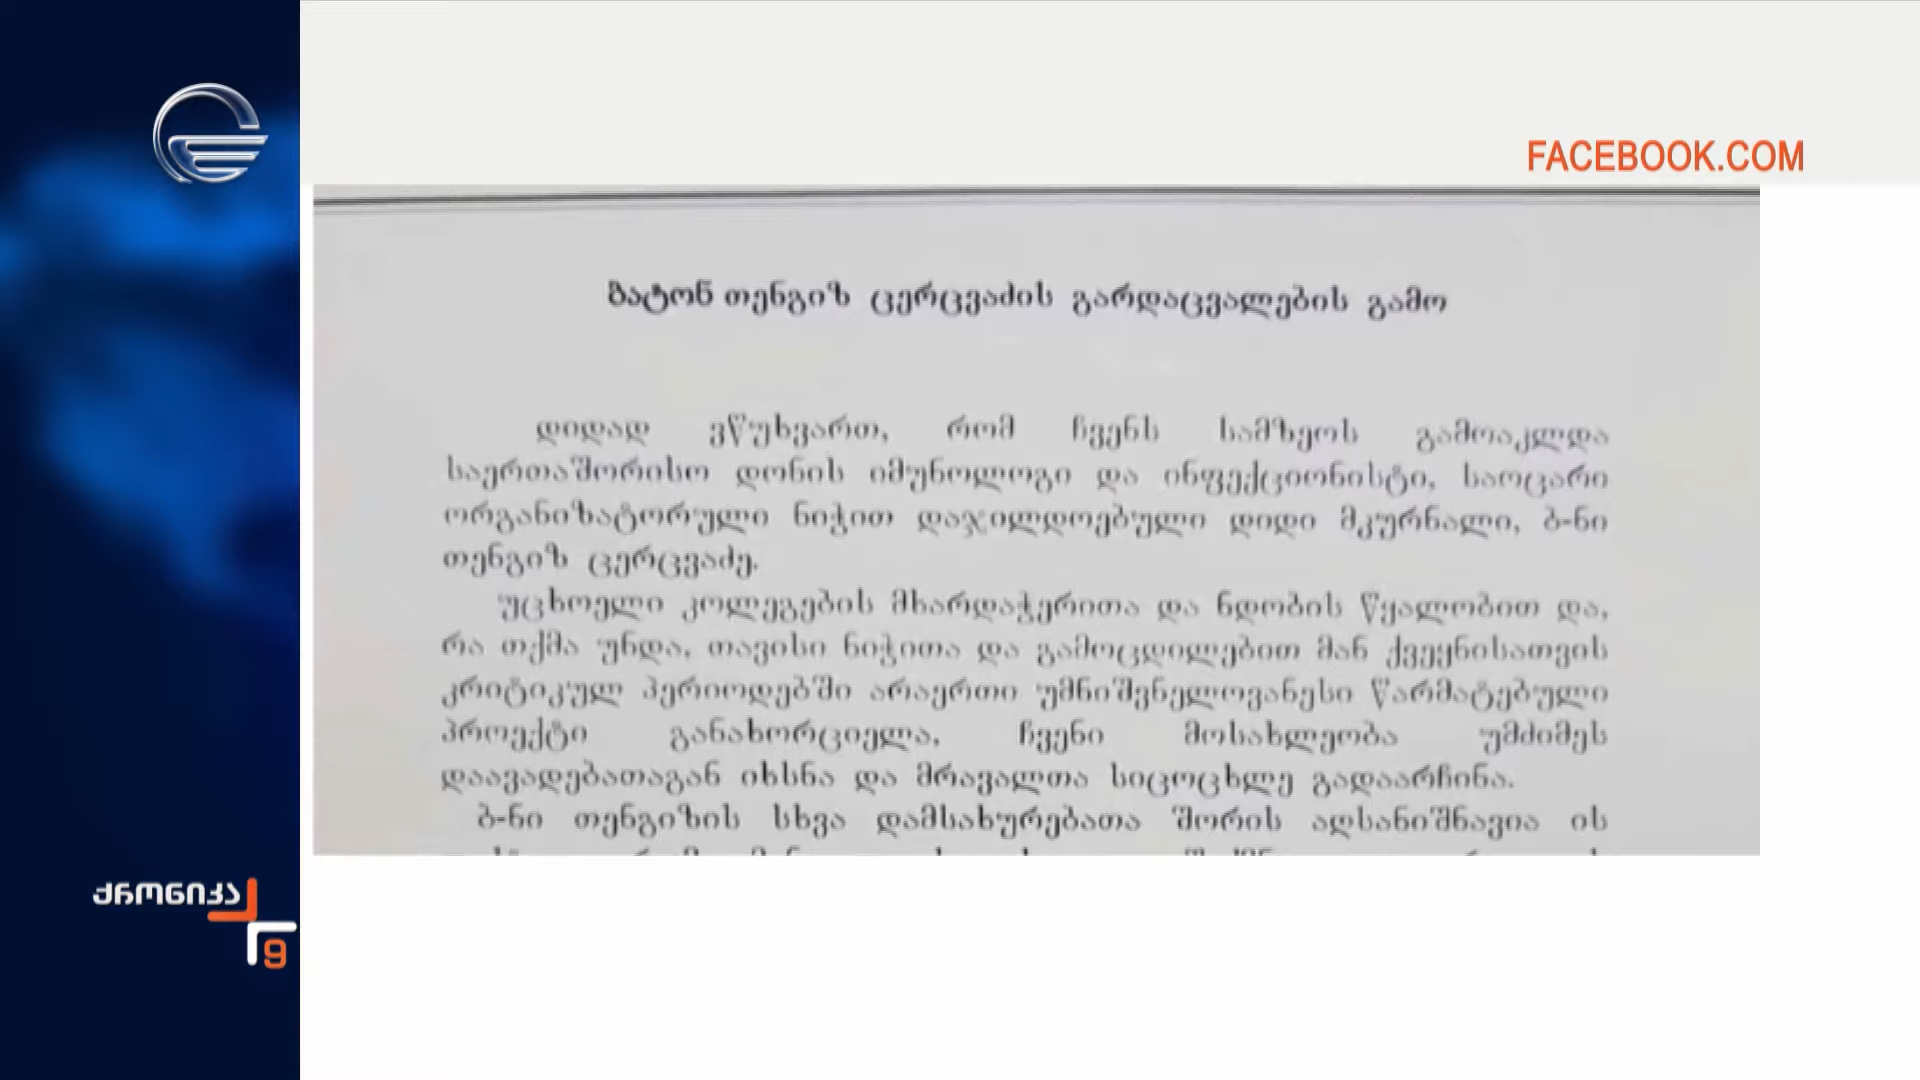 FACEBOOK.COM
ბატონ თენგიზ ცერცვაძის გარდაცვალების გამო
დიდად ვწუხვართ, რომ ჩვენს სამზეოს გამოაკლდა
საერთაშორისო დონის იმუნოლოგი და ინფექციონისტი, საოცარი
ორგანიზატორული ნიჭით დაჯილდოებული დიდი მკურნალი, ბ-ნი
თენგიზ ცერცვაძე.
უცხოელი კოლეგების მხარდაჭერითა და ნდობის წყალობით და,
რა თქმა უნდა, თავისი ნიჭითა და გამოცდილებით მან ქვეყნისათვის
კრიტიკულ პერიოდებში არაერთი უმნიშვნელოვანესი წარმატებული
პროექტი განახორციელა, ჩვენი მოსახლეობა უმძიმეს
დაავადებათაგან იხსნა და მრავალთა სიცოცხლე გადაარჩინა.
ბ-ნი თენგიზის სხვა დამსახურებათა შორის აღსანიშნავია ის
ქრონიკა
9